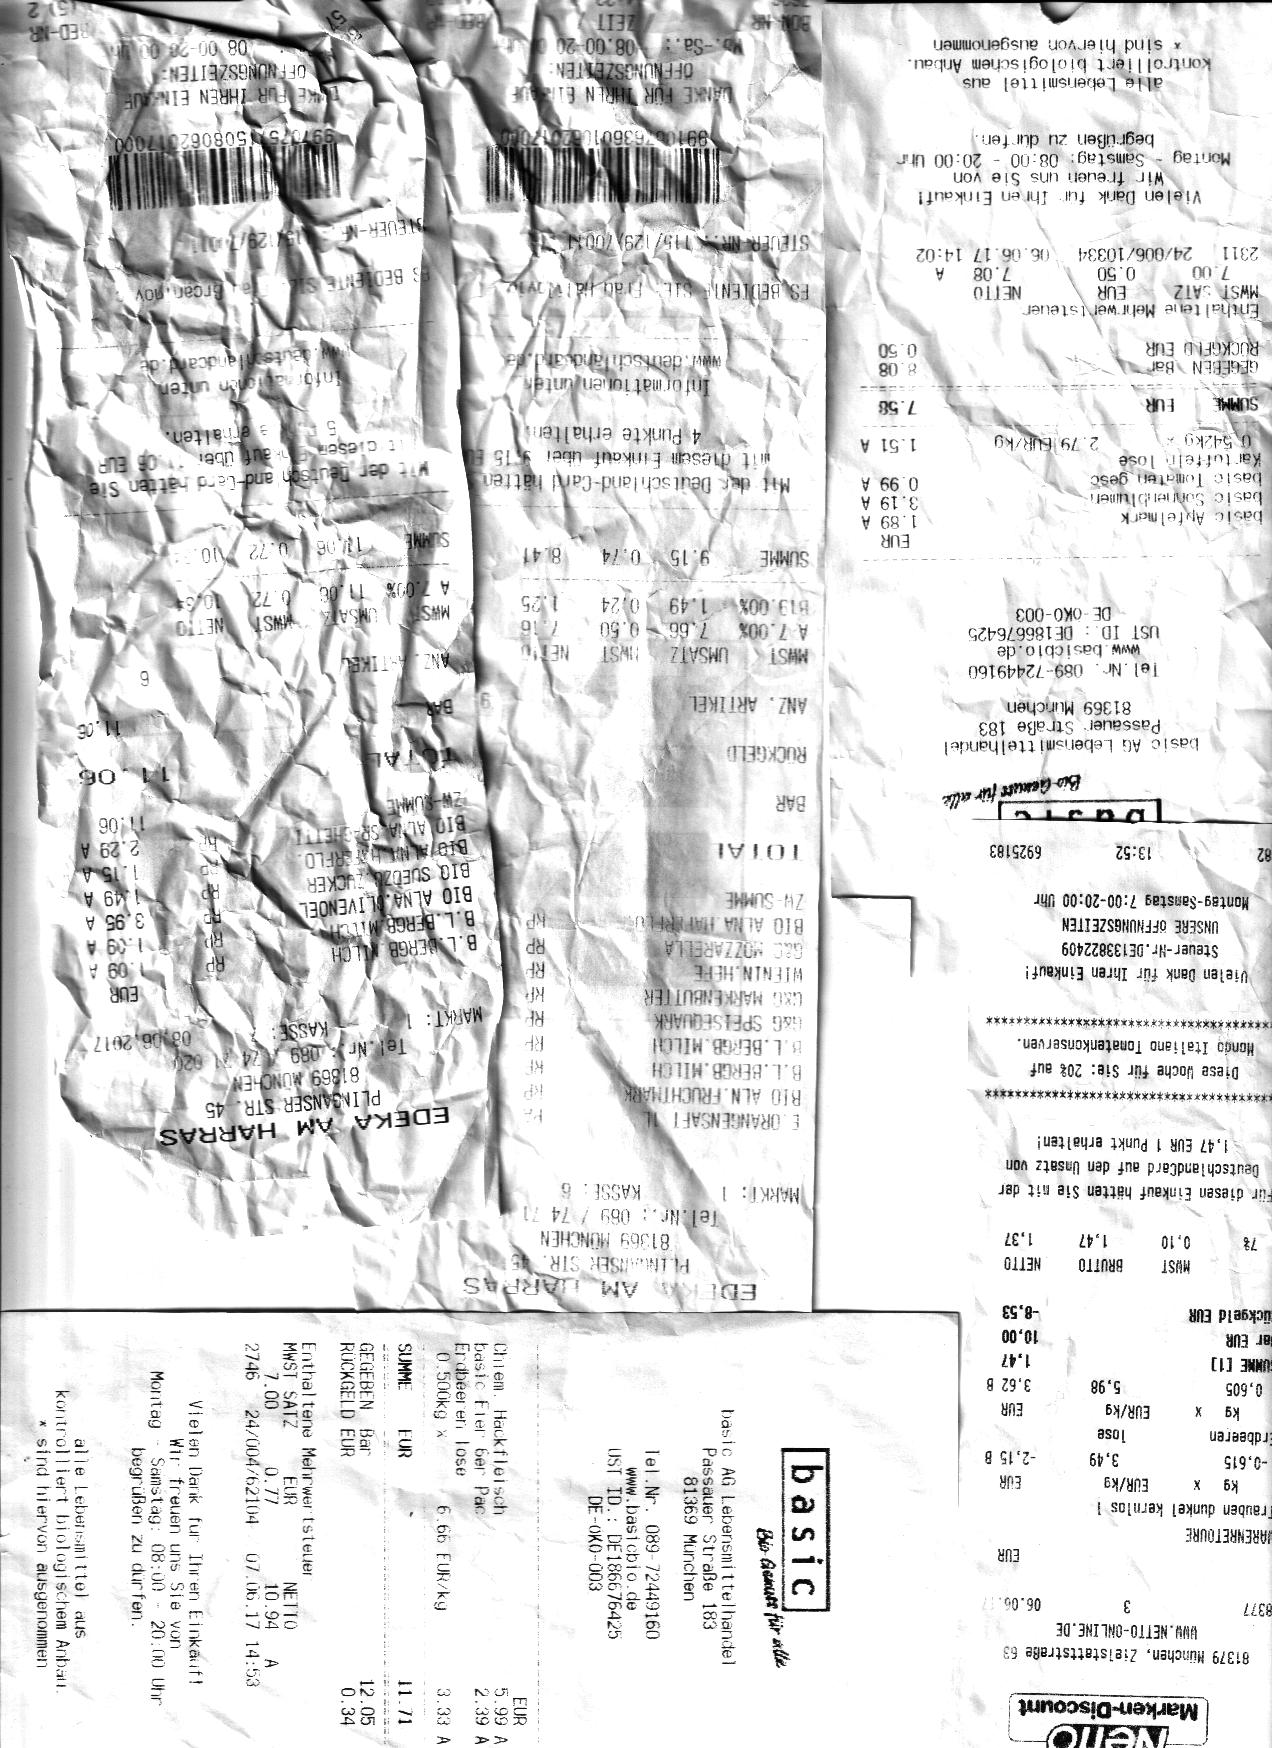 EDEKA AM HARRAS
PLINGANSER STR. 45
81369 MÜNCHEN
Tel.Nr.: 089 / 74 71 020
08.06.2017
MARKT: 1 KASSE:
EUR
B.L.BERGB.MILCH RP 1.09 A
B.L.BERGB.MILCH RP 1.09 A
BIO ALNA.OLIVENOEL RP 3.95 A
BIO SUEDZU.ZUCKER RP 1.49 A
BIO ALNA 1.15 A
BIO ALNA RP 2.29 A
ZW-SUMME 11.06
TOTAL 11.06
BAR 11.06
ANZ. ARTIKEL 6
MWST UMSATZ MWST NETTO
A 7.00% 11.06 0.72 10.34
SUMME 11.06 0.72 10.
Mit der Deutschland-Card hätten Sie
mit diesem Einkauf über 11.06 EUR
5 erhalten.
Informationen unter
www.deutschlandcard.de
ES BEDIENTE SIE
STEUER-NR.
DANKE FÜR IHREN EINKAUF
ÖFFNUNGSZEITEN:
08.00-20.00
BED-NR
EDEKA AM HARRAS
PLINGANSER STR. 45
81369 MÜNCHEN
Tel.Nr.: 089 / 74 71
MARKT: 1 KASSE: 6
E.ORANGENSAFT 1L
BIO ALN.FRUCHTMARK RP
B.L.BERGB.MILCH RP
B.L.BERGB.MILCH RP
G&G SPEISEQUARK RP
G&G MARKENBUTTER RP
WIFNIN.HEFE RP
G&G MOZZARELLA RP
BIO ALNA RP
ZW-SUMME
TOTAL
BAR
RÜCKGELD
ANZ. ARTIKEL 9
MWST UMSATZ MWST NETTO
A 7.00% 7.66 0.50 7.16
B19.00% 1.49 0.24 1.25
SUMME 9.15 0.74 8.41
Mit der Deutschland-Card hätten
mit diesem Einkauf über 9.15
4 Punkte erhalten.
Informationen unter
www.deutschlandcard.de
ES BEDIENTE SIE: Frau
STEUER-NR.: 115/129/70011
DANKE FÜR IHREN EINKAUF
ÖFFNUNGSZEITEN:
Mo.-Sa.: 08.00-20.00
BON-NR ZEIT BED-NR
basic
Bio-Genuss für alle
basic AG Lebensmittelhandel
Passauer Straße 183
81369 München
Tel.Nr. 089-72449160
www.basicbio.de
UST ID.: DE186676425
DE-ÖKO-003
EUR
basic Apfelmark 1.89 A
basic Sonnenblumen 3.19 A
basic Tomaten gesc 0.99 A
Kartoffeln lose
0.542kg x 2.79 EUR/kg 1.51 A
SUMME EUR 7.58
GEGEBEN Bar 8.08
RÜCKGELD EUR 0.50
Enthaltene Mehrwertsteuer
MWST SATZ EUR NETTO
7.00 0.50 7.08 A
2311 24/006/10334 06.06.17 14:02
Vielen Dank für Ihren Einkauf!
Wir freuen uns Sie von
Montag - Samstag: 08:00 - 20:00 Uhr
begrüßen zu dürfen.
alle Lebensmittel aus
kontrolliert biologischem Anbau.
* sind hiervon ausgenommen
Netto
Marken-Discount
81379 München, Zielstattstraße 63
WWW.NETTO-ONLINE.DE
8377 3 06.06.17
EUR
WARENRETOURE
Trauben dunkel kernlos 1
kg x EUR/kg EUR
-0,615 3,49 -2,15 B
Erdbeeren lose
kg x EUR/kg EUR
0,605 5,98 3,62 B
SUMME [1] 1,47
Bar EUR 10,00
Rückgeld EUR -8,53
MWST BRUTTO NETTO
7% 0,10 1,47 1,37
Für diesen Einkauf hätten Sie mit der
DeutschlandCard auf den Umsatz von
1,47 EUR 1 Punkt erhalten!
Diese Woche für Sie: 20% auf
Mondo Italiano Tomatenkonserven.
Vielen Dank für Ihren Einkauf!
Steuer-Nr.DE133822409
UNSERE ÖFFNUNGSZEITEN
Montag-Samstag 7:00-20:00 Uhr
82 13:52 6925183
basic
Bio-Genuss für alle
basic AG Lebensmittelhandel
Passauer Straße 183
81369 München
Tel.Nr. 089-72449160
www.basicbio.de
UST ID.: DE186676425
DE-ÖKO-003
EUR
Chiem. Hackfleisch 5.99 A
basic Eier 6er Pac 2.39 A
Erdbeeren lose
0.500kg x 6.66 EUR/kg 3.33 A
SUMME EUR 11.71
GEGEBEN Bar 12.05
RÜCKGELD EUR 0.34
Enthaltene Mehrwertsteuer
MWST SATZ EUR NETTO
7.00 0.77 10.94 A
2746 24/004/62104 07.06.17 14:53
Vielen Dank für Ihren Einkauf!
Wir freuen uns Sie von
Montag - Samstag: 08:00 - 20:00 Uhr
begrüßen zu dürfen.
alle Lebensmittel aus
kontrolliert biologischem Anbau.
* sind hiervon ausgenommen